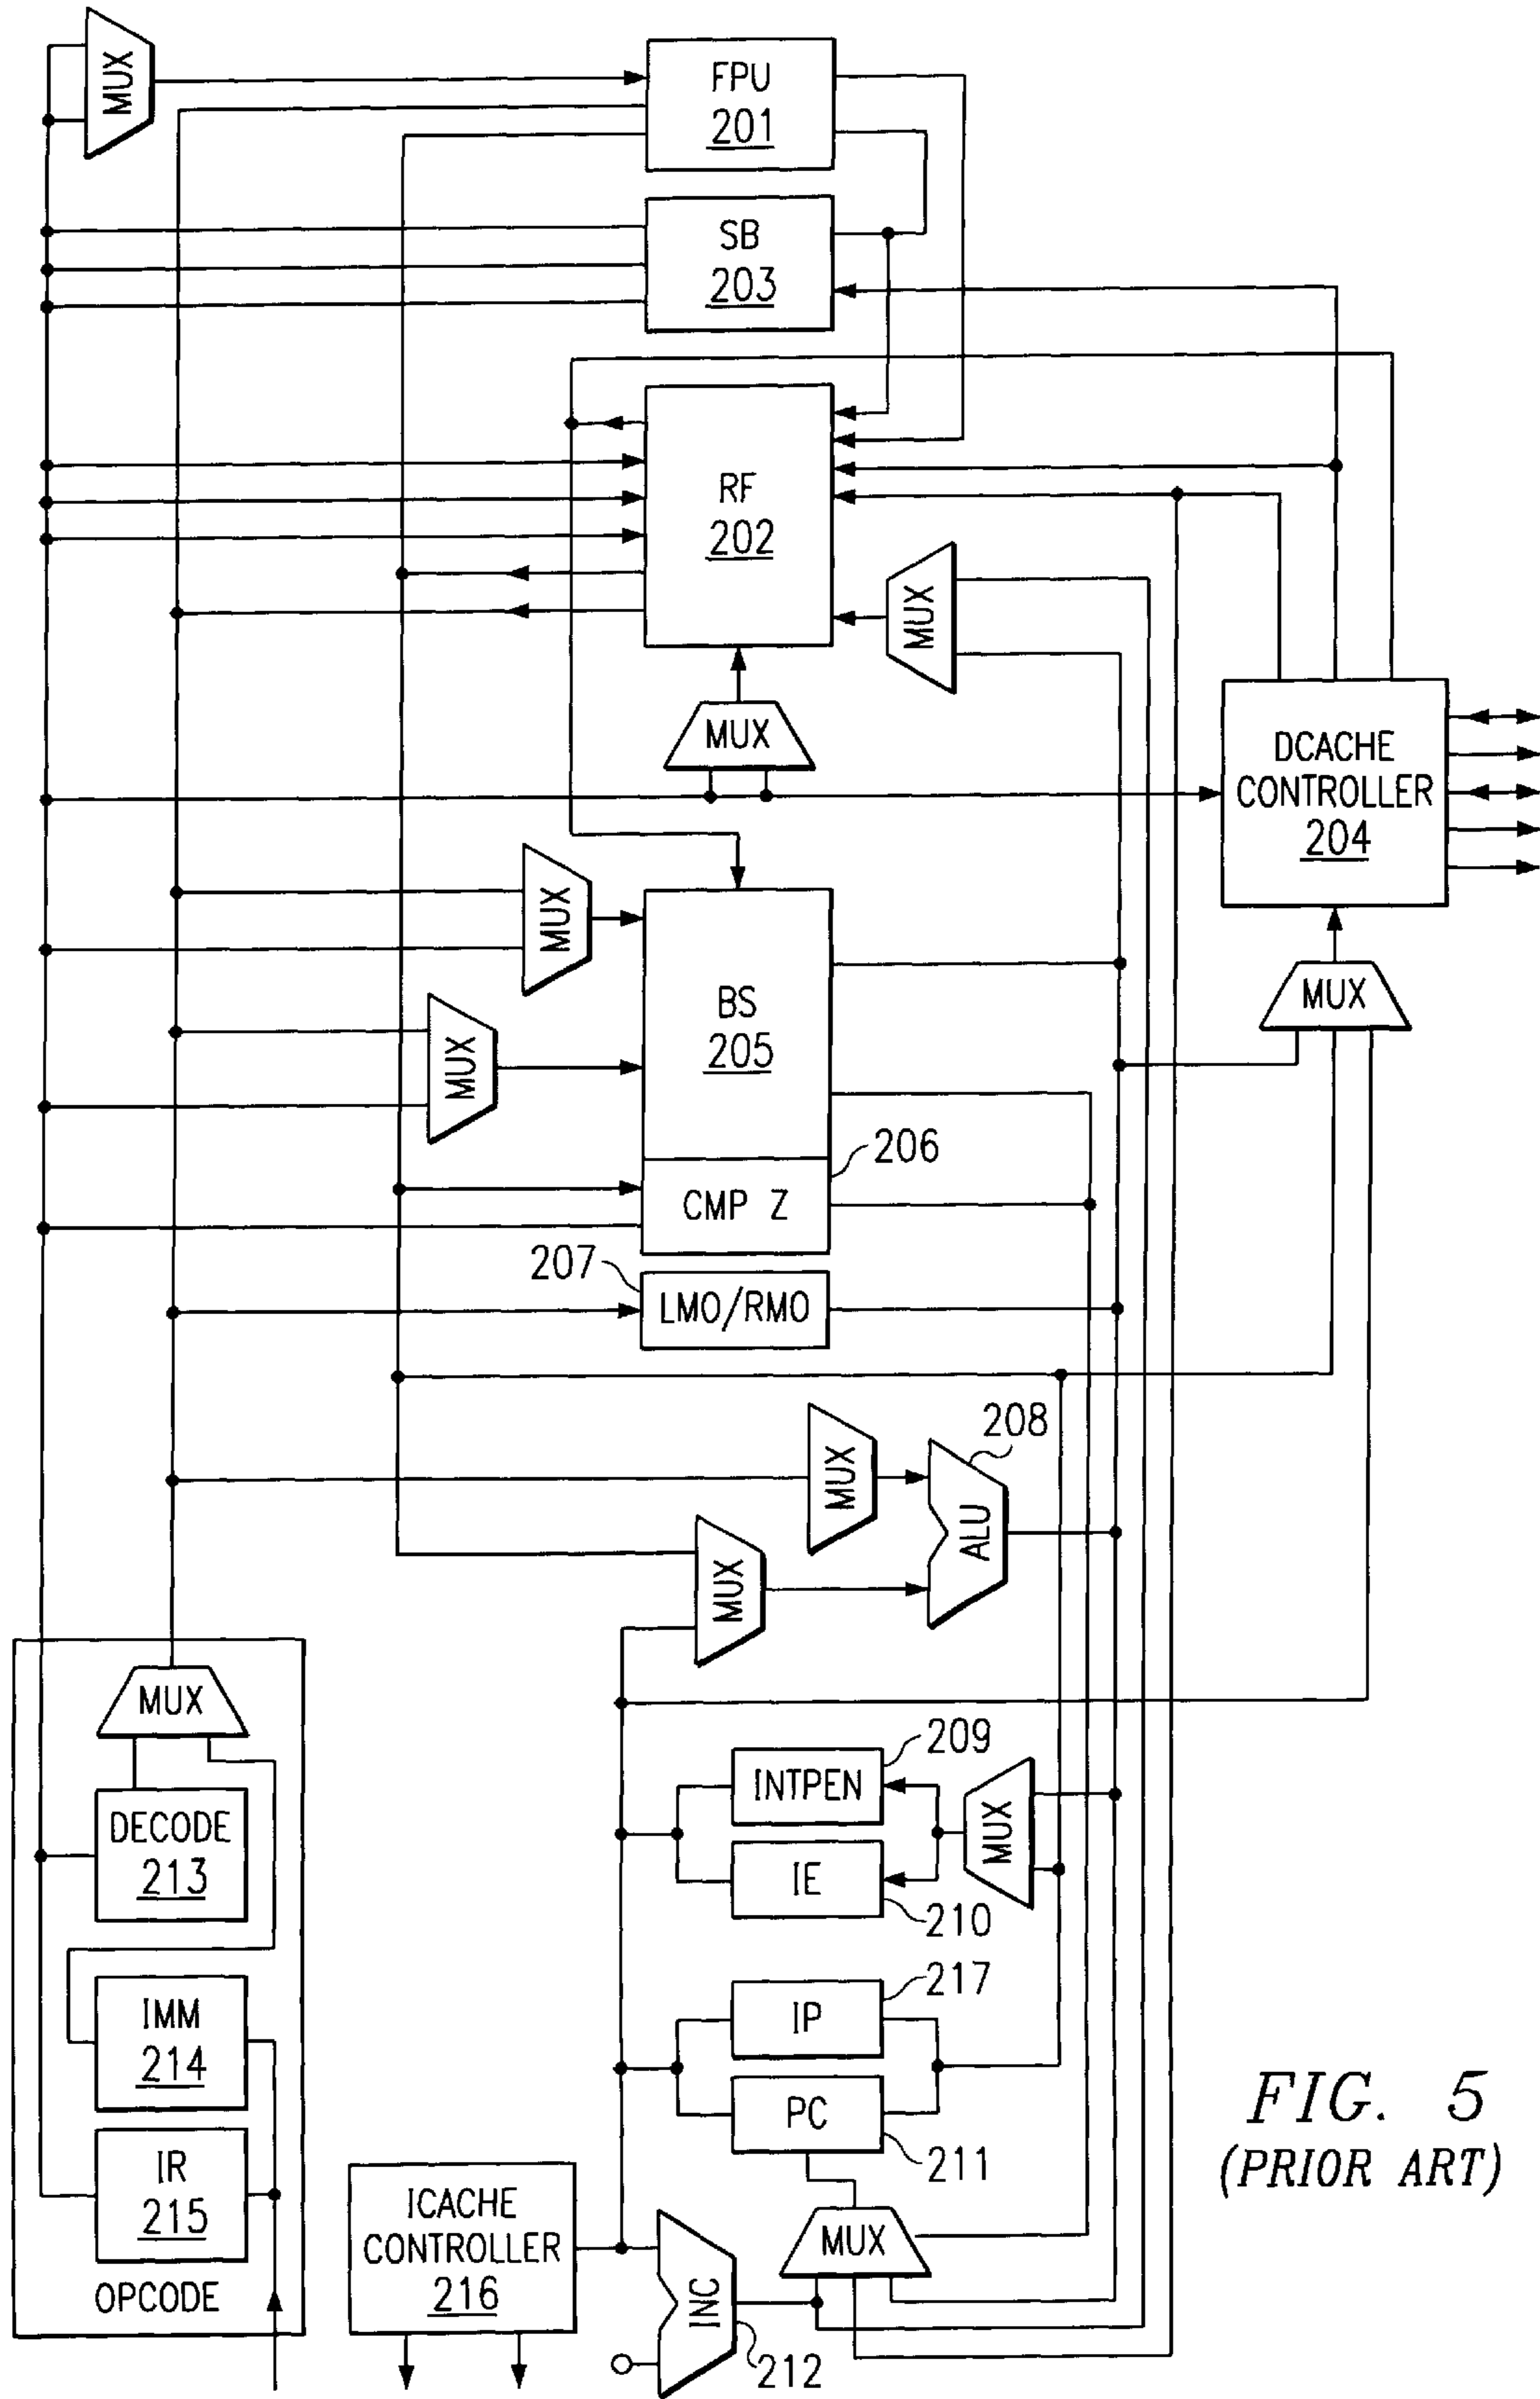 MUX
FPU
201
SB
203
RF
202
MUX
MUX
DCACHE
CONTROLLER
204
MUX
BS
205
MUX
MUX
206
CMP Z
207
LMO/RMO
208
MUX
ALU
MUX
MUX
209
INTPEN
MUX
DECODE
213
IE
210
217
IMM
214
IP
PC
211
IR
215
OPCODE
ICACHE
CONTROLLER
216
MUX
INC
212
FIG. 5
(PRIOR ART)